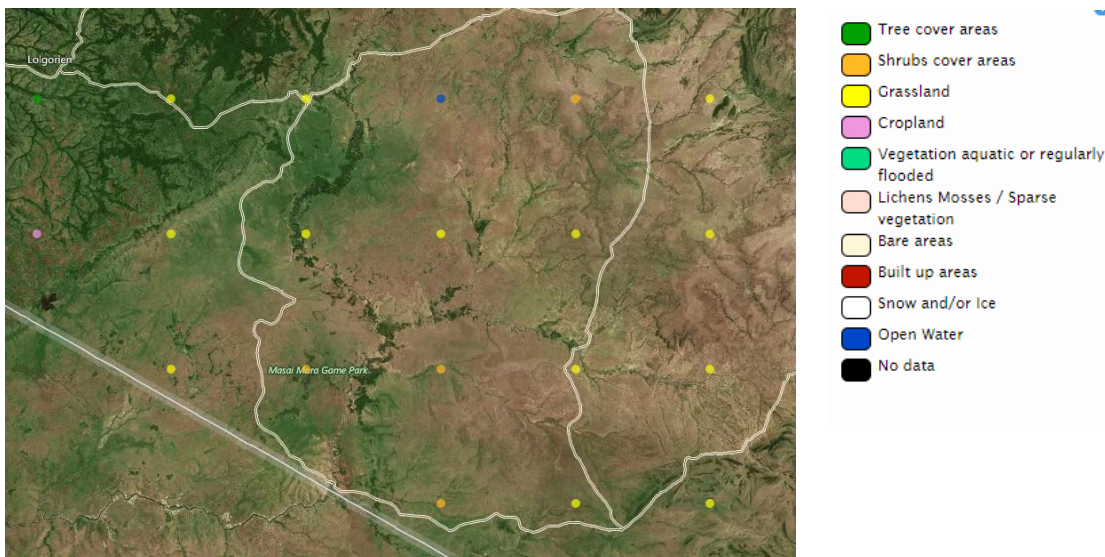 Lolgorien
Masai Mara Game Park
Tree cover areas
Shrubs cover areas
Grassland
Cropland
Vegetation aquatic or regularly
flooded
Lichens Mosses / Sparse
vegetation
Bare areas
Built up areas
Snow and/or Ice
Open Water
No data